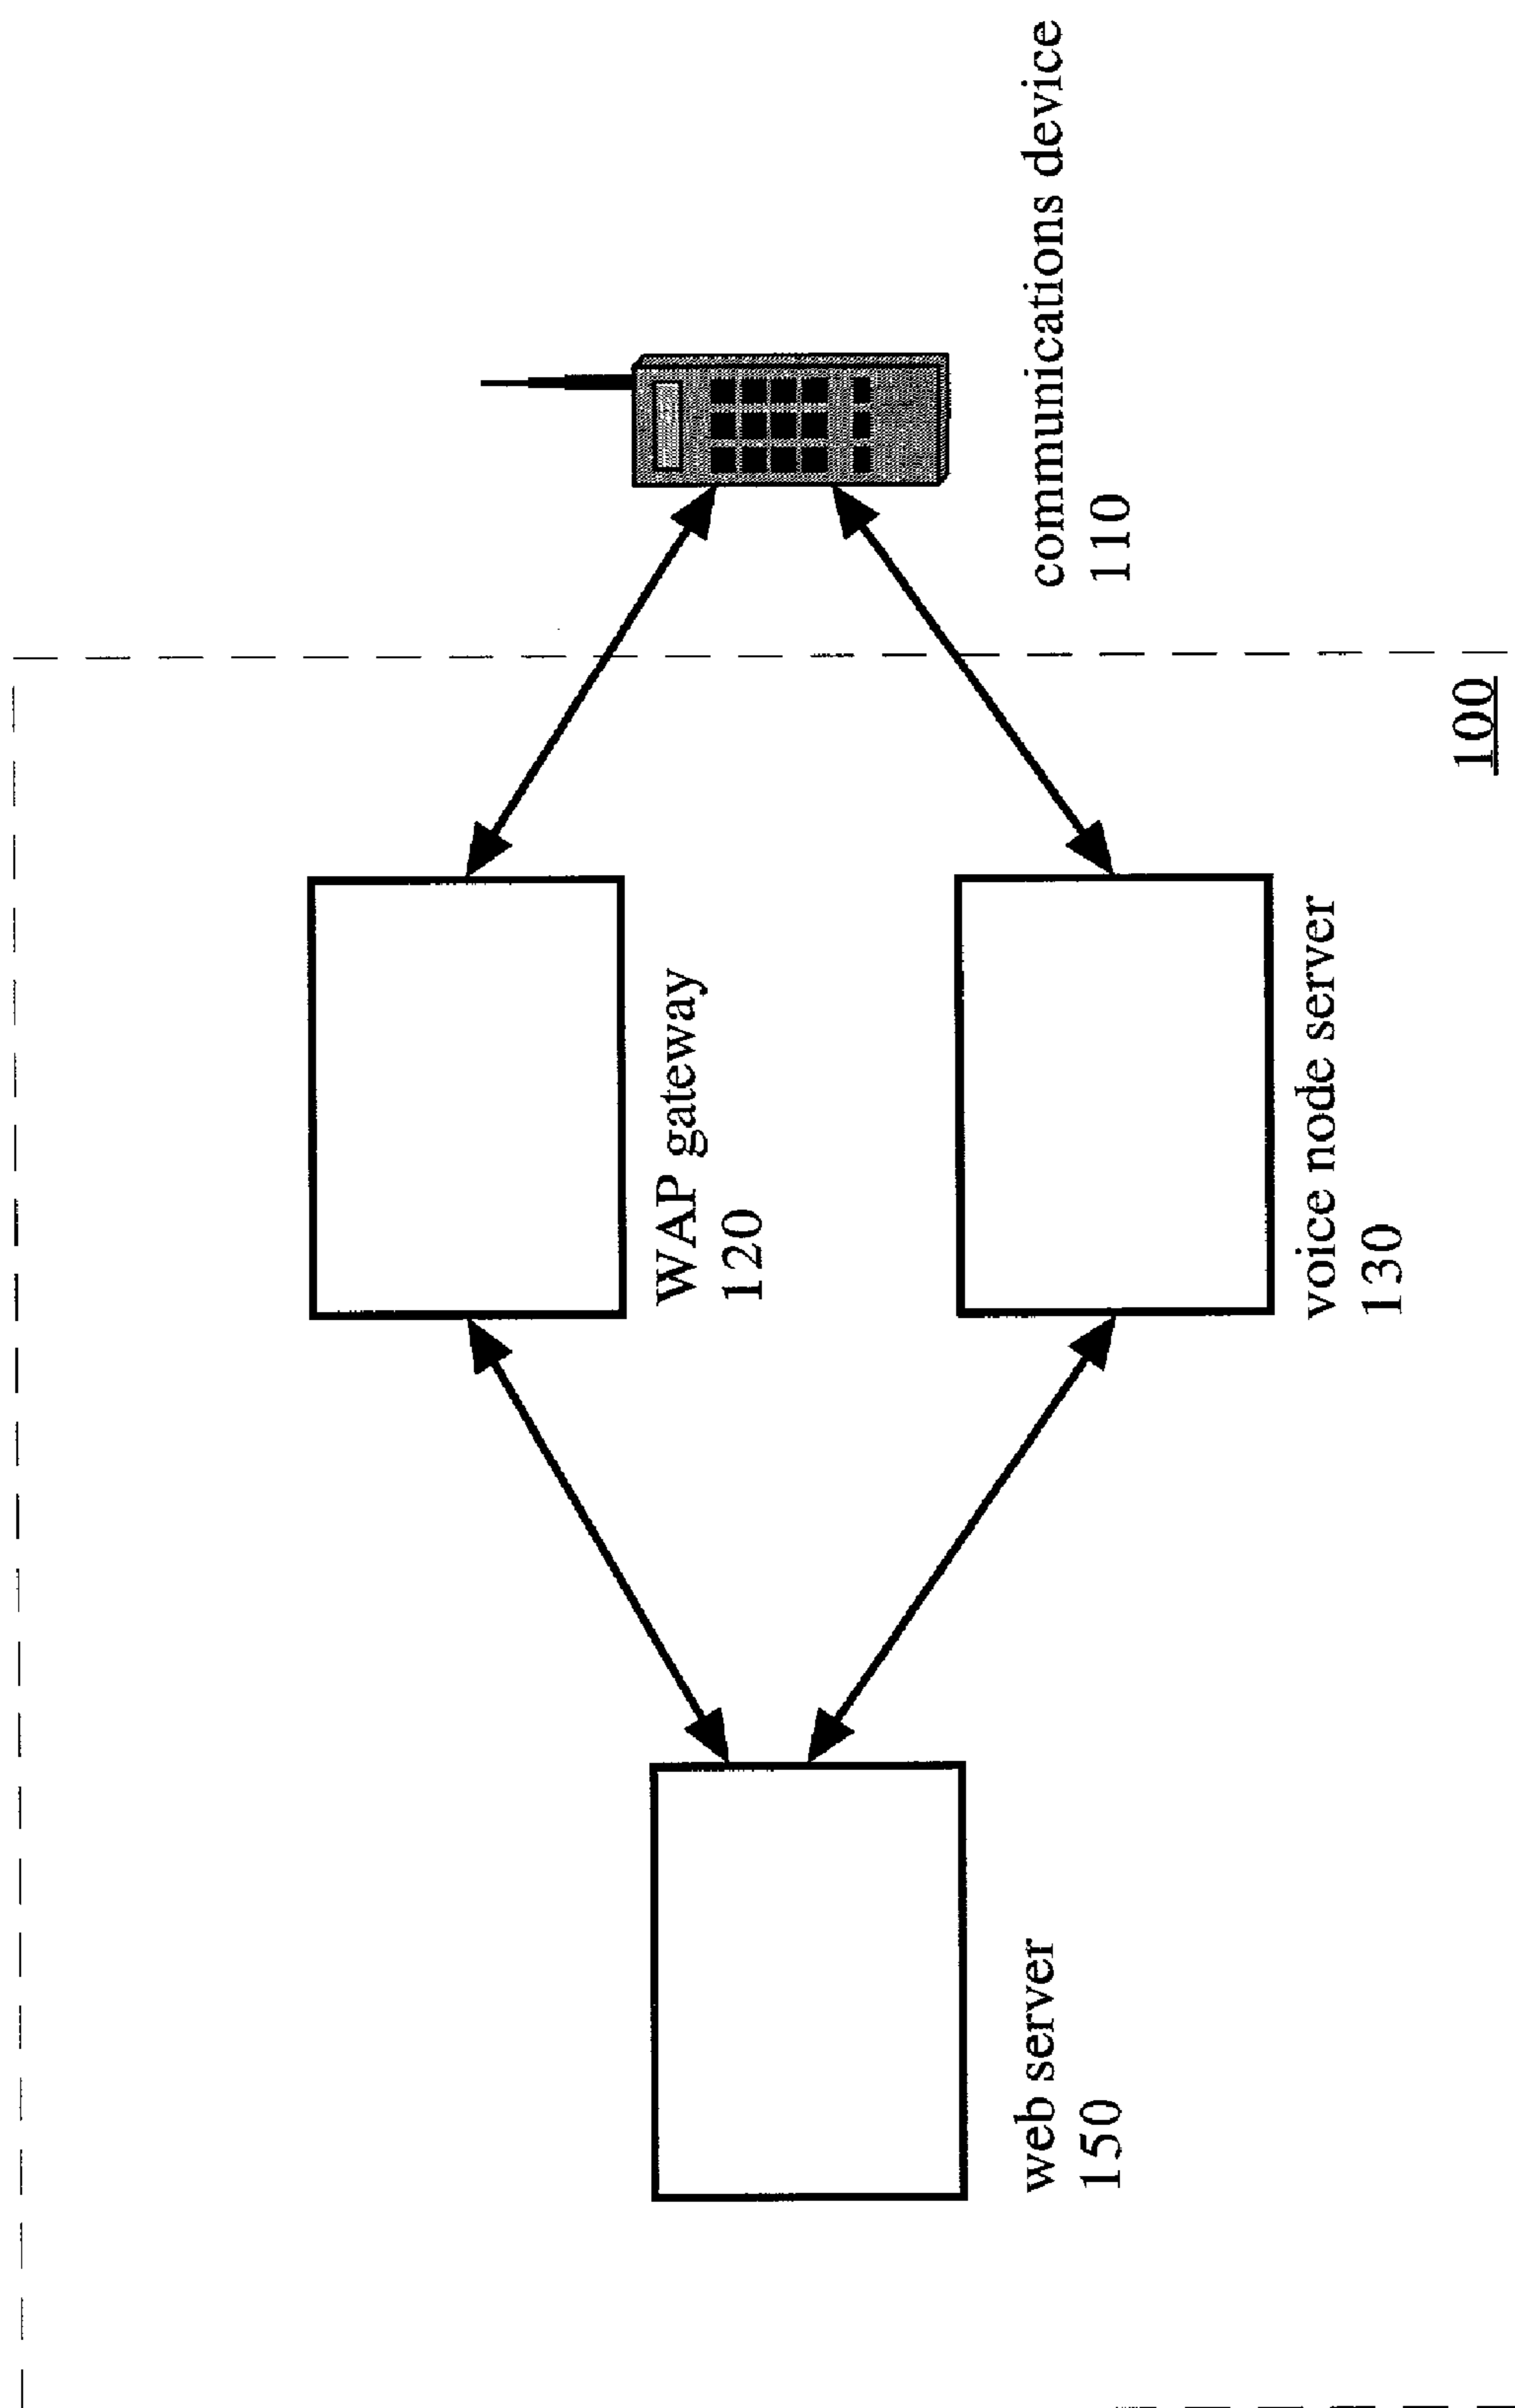 communications device
110
WAP gateway
120
voice node server
130
web server
150
100